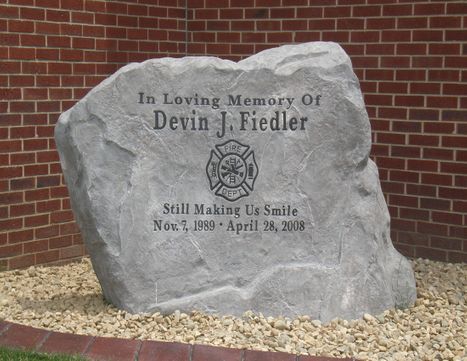 In Loving Memory Of
Devin J. Fiedler
FIRE
DEPT
Still Making Us Smile
Nov. 7, 1989 · April 28, 2008